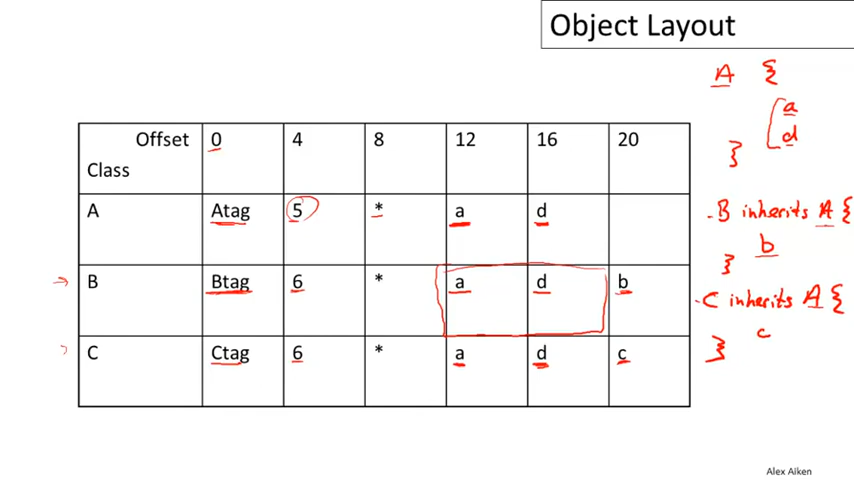 Object Layout
Offset 0 4 8 12 16 20
Class
A Atag 5 * a d
B Btag 6 * a d b
C Ctag 6 * a d c
A {
a
d
}
B inherits A {
b
}
C inherits A {
c
}
Alex Aiken